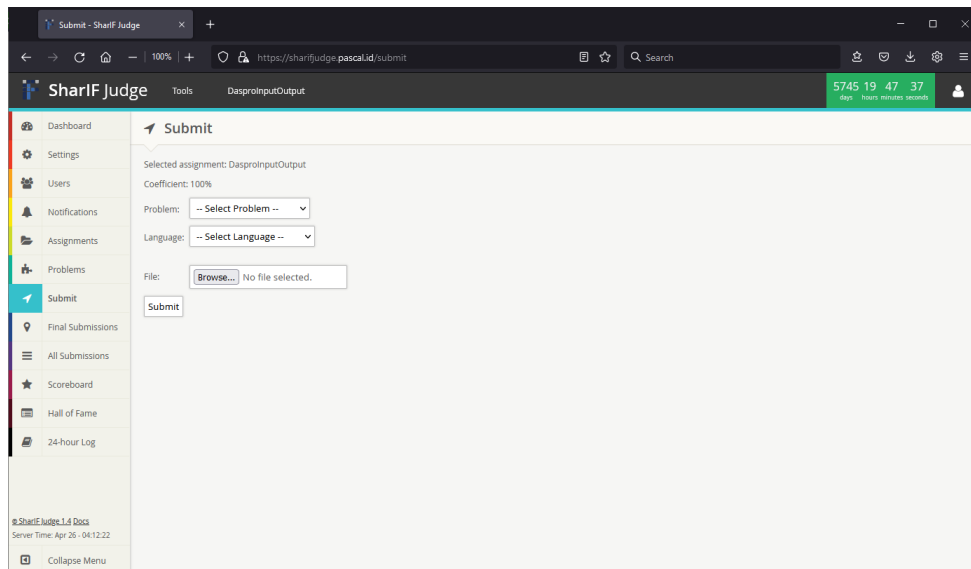 Submit - SharIF Judge
100%
https://sharifjudge.pascal.id/submit
Search
SharIF Judge
Tools
DasproInputOutput
5745 19 47 37
days hours minutes seconds
Dashboard
Settings
Users
Notifications
Assignments
Problems
Submit
Final Submissions
All Submissions
Scoreboard
Hall of Fame
24-hour Log
© SharIF Judge 1.4 Docs
Server Time: Apr 26 - 04:12:22
Collapse Menu
Submit
Selected assignment: DasproInputOutput
Coefficient: 100%
Problem: -- Select Problem --
Language: -- Select Language --
File: Browse... No file selected.
Submit